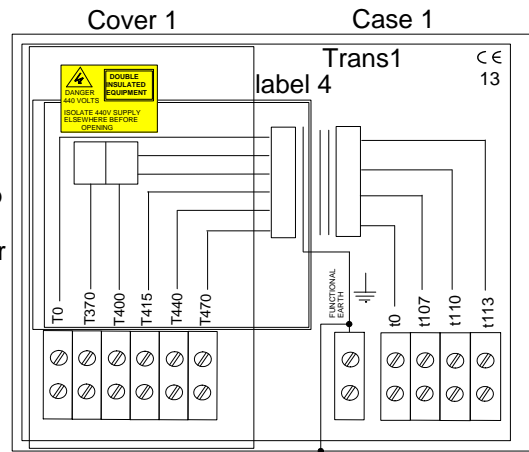 Cover 1
Case 1
Trans1
CE
13
label 4
DANGER
440 VOLTS
DOUBLE
INSULATED
EQUIPMENT
ISOLATE 440V SUPPLY
ELSEWHERE BEFORE
OPENING
T0
T370
T400
T415
T440
T470
FUNCTIONAL
EARTH
t0
t107
t110
t113